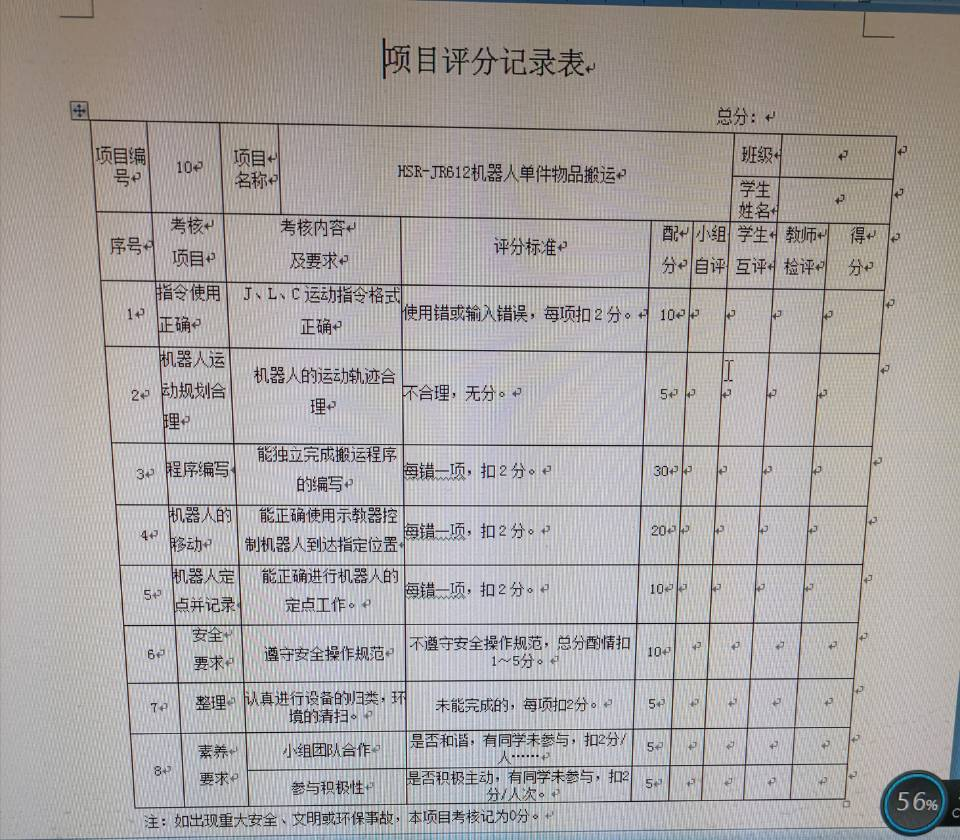 项目评分记录表
总分：
项目编号 10 项目名称 HSR-JR612机器人单件物品搬运 班级
学生姓名
序号 考核项目 考核内容及要求 评分标准 配分 小组自评 学生互评 教师检评 得分
1 指令使用正确 J、L、C运动指令格式正确 使用错或输入错误，每项扣2分。 10
2 机器人运动规划合理 机器人的运动轨迹合理 不合理，无分。 5
3 程序编写 能独立完成搬运程序的编写 每错一项，扣2分。 30
4 机器人的移动 能正确使用示教器控制机器人到达指定位置 每错一项，扣2分。 20
5 机器人定点并记录 能正确进行机器人的定点工作。 每错一项，扣2分。 10
6 安全要求 遵守安全操作规范 不遵守安全操作规范，总分酌情扣1～5分。 10
7 整理 认真进行设备的归类，环境的清扫。 未能完成的，每项扣2分。 5
8 素养要求 小组团队合作 是否和谐，有同学未参与，扣2分/人…… 5
参与积极性 是否积极主动，有同学未参与，扣2分/人次。 5
注：如出现重大安全、文明或环保事故，本项目考核记为0分。
56%